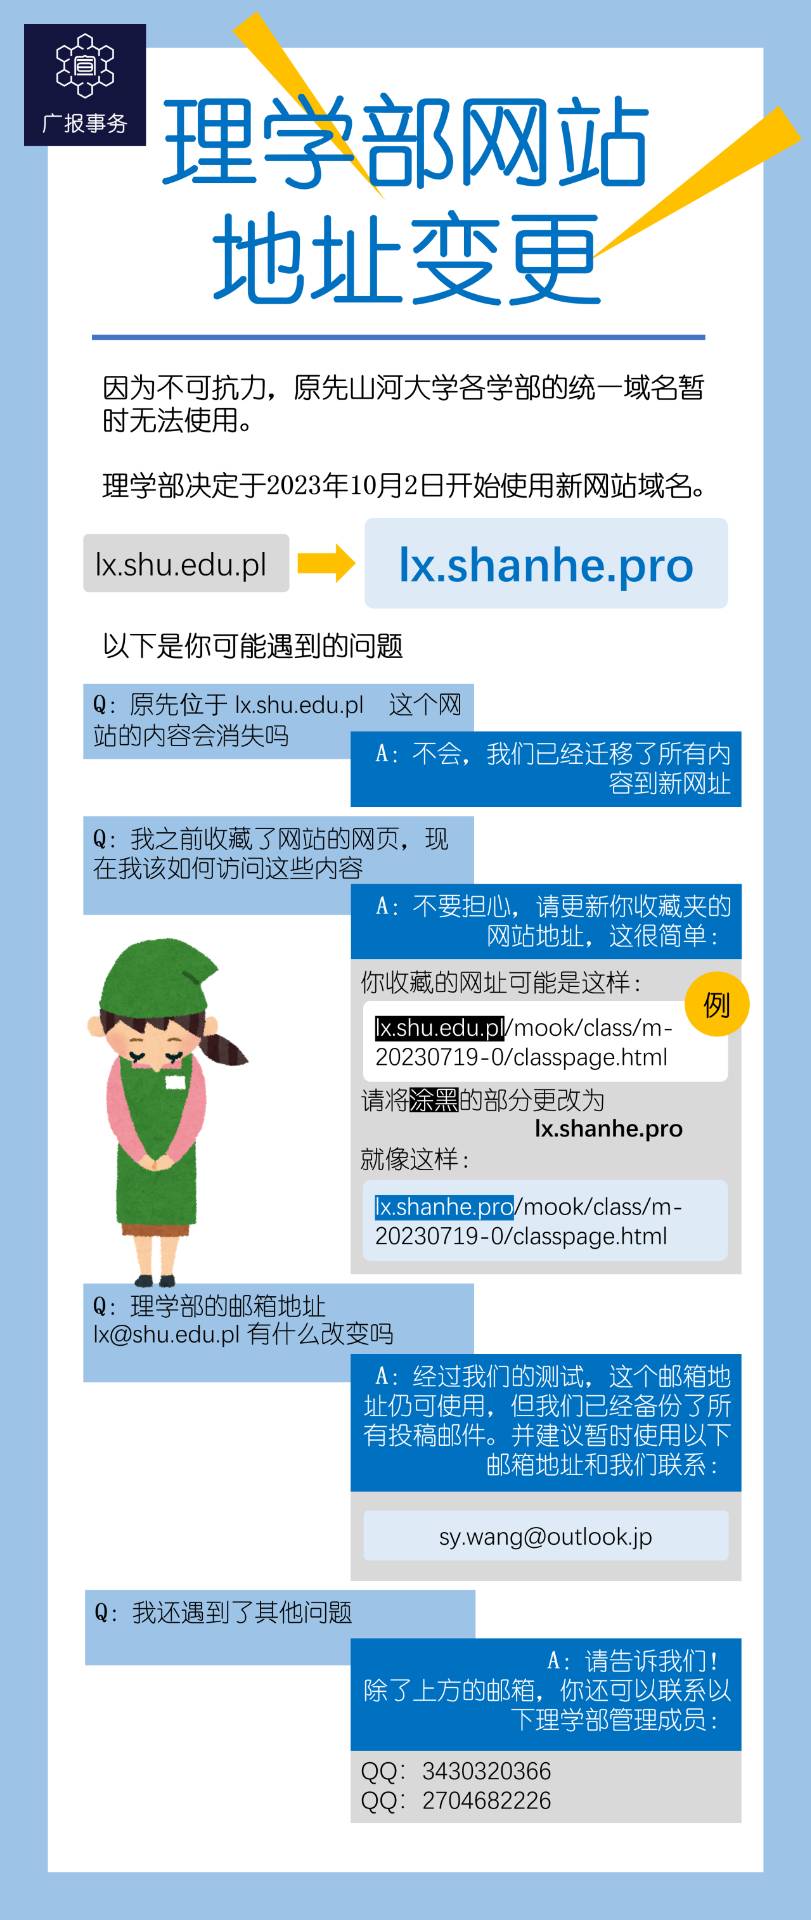 广报事务
理学部网站
地址变更
因为不可抗力，原先山河大学各学部的统一域名暂
时无法使用。
理学部决定于2023年10月2日开始使用新网站域名。
lx.shu.edu.pl
lx.shanhe.pro
以下是你可能遇到的问题
Q：原先位于 lx.shu.edu.pl 这个网
站的内容会消失吗
A：不会，我们已经迁移了所有内
容到新网址
Q：我之前收藏了网站的网页，现
在我该如何访问这些内容
A：不要担心，请更新你收藏夹的
网站地址，这很简单：
你收藏的网址可能是这样：
例
lx.shu.edu.pl/mook/class/m-
20230719-0/classpage.html
请将涂黑的部分更改为
lx.shanhe.pro
就像这样：
lx.shanhe.pro/mook/class/m-
20230719-0/classpage.html
Q：理学部的邮箱地址
lx@shu.edu.pl 有什么改变吗
A：经过我们的测试，这个邮箱地
址仍可使用，但我们已经备份了所
有投稿邮件。并建议暂时使用以下
邮箱地址和我们联系：
sy.wang@outlook.jp
Q：我还遇到了其他问题
A：请告诉我们！
除了上方的邮箱，你还可以联系以
下理学部管理成员：
QQ：3430320366
QQ：2704682226